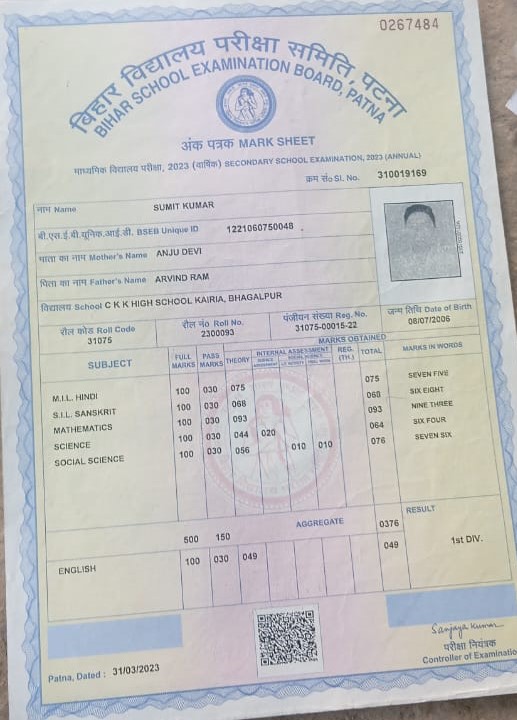 0267484
बिहार विद्यालय परीक्षा समिति, पटना
BIHAR SCHOOL EXAMINATION BOARD, PATNA
अंक पत्रक MARK SHEET
माध्यमिक विद्यालय परीक्षा, 2023 (वार्षिक) SECONDARY SCHOOL EXAMINATION, 2023 (ANNUAL)
क्रम सं० Sl. No. 310019169
नाम Name SUMIT KUMAR
बी.एस.ई.बी.यूनिक.आई.डी. BSEB Unique ID 1221060750048
माता का नाम Mother's Name ANJU DEVI
पिता का नाम Father's Name ARVIND RAM
विद्यालय School C K K HIGH SCHOOL KAIRIA, BHAGALPUR
रौल कोड Roll Code रौल नं० Roll No. पंजीयन संख्या Reg. No. जन्म तिथि Date of Birth
31075 2300093 31075-00015-22 08/07/2006
MARKS OBTAINED
SUBJECT FULL MARKS PASS MARKS THEORY INTERNAL ASSESSMENT REG. (TH.) TOTAL MARKS IN WORDS
M.I.L. HINDI 100 030 075 075 SEVEN FIVE
S.I.L. SANSKRIT 100 030 068 068 SIX EIGHT
MATHEMATICS 100 030 093 093 NINE THREE
SCIENCE 100 030 044 020 064 SIX FOUR
SOCIAL SCIENCE 100 030 056 010 010 076 SEVEN SIX
500 150 AGGREGATE 0376 RESULT
ENGLISH 100 030 049 049 1st DIV.
Sanjaya Kumar
परीक्षा नियंत्रक
Controller of Examinatio
Patna, Dated : 31/03/2023